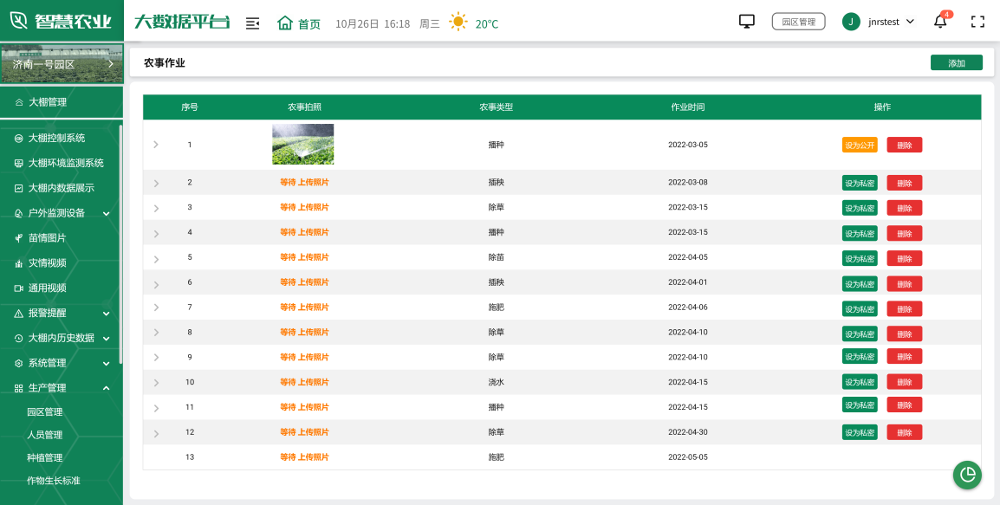 智慧农业
大数据平台
首页
10月26日 16:18 周三
20℃
园区管理
J
jnrstest
4
济南一号园区
农事作业
添加
大棚管理
大棚控制系统
大棚环境监测系统
大棚内数据展示
户外监测设备
苗情图片
灾情视频
通用视频
报警提醒
大棚内历史数据
系统管理
生产管理
园区管理
人员管理
种植管理
作物生长标准
序号 农事拍照 农事类型 作业时间 操作
1 播种 2022-03-05 设为公开 删除
2 等待 上传照片 插秧 2022-03-08 设为私密 删除
3 等待 上传照片 除草 2022-03-15 设为私密 删除
4 等待 上传照片 播种 2022-03-15 设为私密 删除
5 等待 上传照片 除苗 2022-04-05 设为私密 删除
6 等待 上传照片 插秧 2022-04-01 设为私密 删除
7 等待 上传照片 施肥 2022-04-06 设为私密 删除
8 等待 上传照片 除草 2022-04-10 设为私密 删除
9 等待 上传照片 除草 2022-04-10 设为私密 删除
10 等待 上传照片 浇水 2022-04-15 设为私密 删除
11 等待 上传照片 播种 2022-04-15 设为私密 删除
12 等待 上传照片 除草 2022-04-30 设为私密 删除
13 等待 上传照片 施肥 2022-05-05